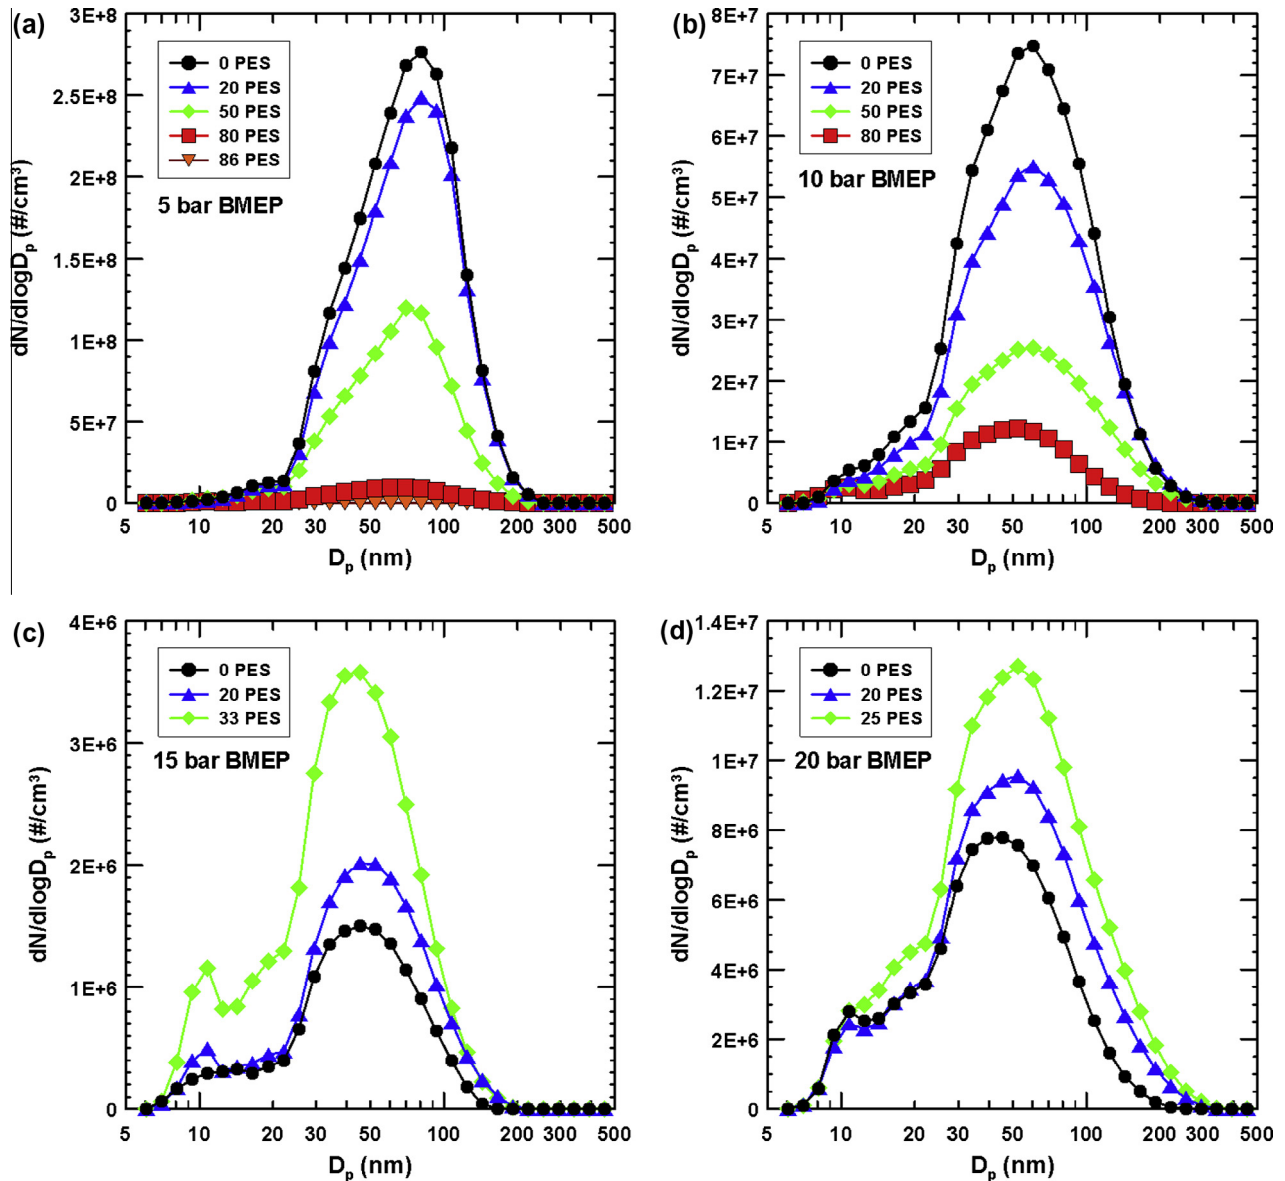 (a)
3E+8
2.5E+8
2E+8
1.5E+8
1E+8
5E+7
0
dN/dlogDₚ (#/cm³)
0 PES
20 PES
50 PES
80 PES
86 PES
5 bar BMEP
5 10 20 30 50 100 200 300 500
Dₚ (nm)
(b)
8E+7
7E+7
6E+7
5E+7
4E+7
3E+7
2E+7
1E+7
0
dN/dlogDₚ (#/cm³)
0 PES
20 PES
50 PES
80 PES
10 bar BMEP
5 10 20 30 50 100 200 300 500
Dₚ (nm)
(c)
4E+6
3E+6
2E+6
1E+6
0
dN/dlogDₚ (#/cm³)
0 PES
20 PES
33 PES
15 bar BMEP
5 10 20 30 50 100 200 300 500
Dₚ (nm)
(d)
1.4E+7
1.2E+7
1E+7
8E+6
6E+6
4E+6
2E+6
0
dN/dlogDₚ (#/cm³)
0 PES
20 PES
25 PES
20 bar BMEP
5 10 20 30 50 100 200 300 500
Dₚ (nm)